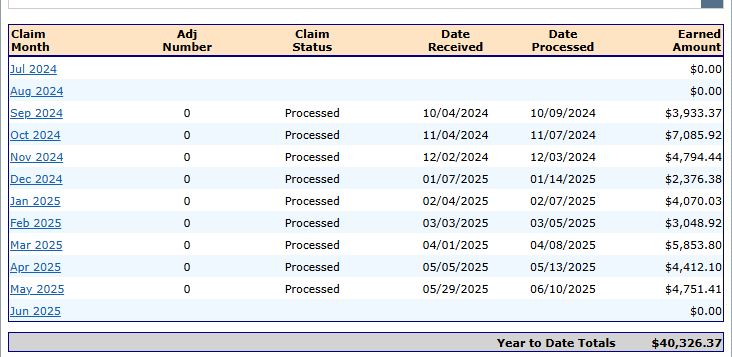 Claim Month Adj Number Claim Status Date Received Date Processed Earned Amount
Jul 2024 $0.00
Aug 2024 $0.00
Sep 2024 0 Processed 10/04/2024 10/09/2024 $3,933.37
Oct 2024 0 Processed 11/04/2024 11/07/2024 $7,085.92
Nov 2024 0 Processed 12/02/2024 12/03/2024 $4,794.44
Dec 2024 0 Processed 01/07/2025 01/14/2025 $2,376.38
Jan 2025 0 Processed 02/04/2025 02/07/2025 $4,070.03
Feb 2025 0 Processed 03/03/2025 03/05/2025 $3,048.92
Mar 2025 0 Processed 04/01/2025 04/08/2025 $5,853.80
Apr 2025 0 Processed 05/05/2025 05/13/2025 $4,412.10
May 2025 0 Processed 05/29/2025 06/10/2025 $4,751.41
Jun 2025 $0.00
Year to Date Totals $40,326.37